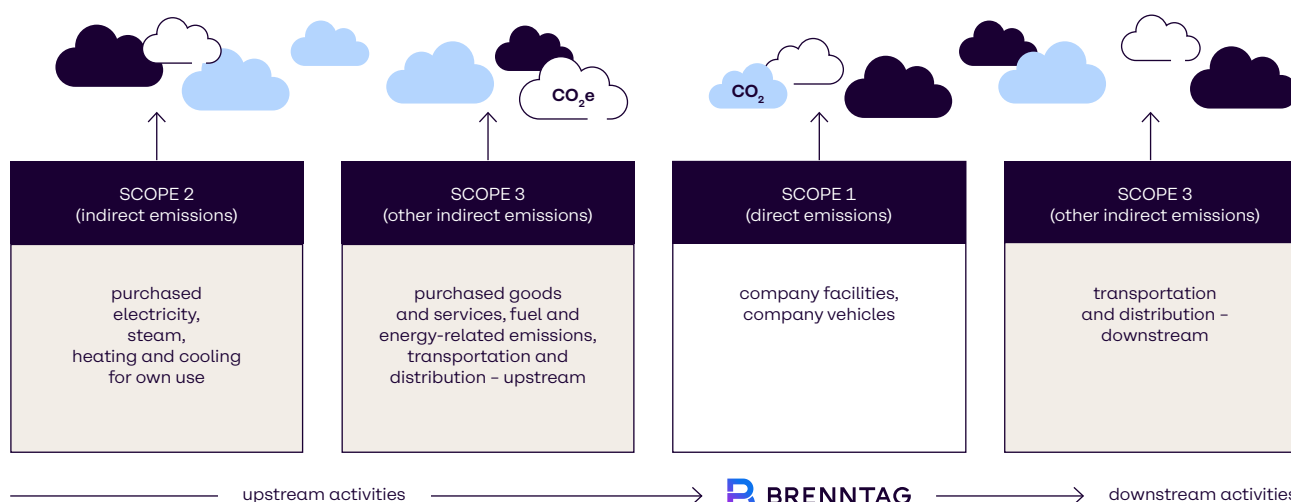 CO2e
CO2
SCOPE 2
(indirect emissions)
purchased
electricity,
steam,
heating and cooling
for own use
SCOPE 3
(other indirect emissions)
purchased goods
and services, fuel and
energy-related emissions,
transportation and
distribution – upstream
SCOPE 1
(direct emissions)
company facilities,
company vehicles
SCOPE 3
(other indirect emissions)
transportation
and distribution –
downstream
upstream activities
BRENNTAG
downstream activities